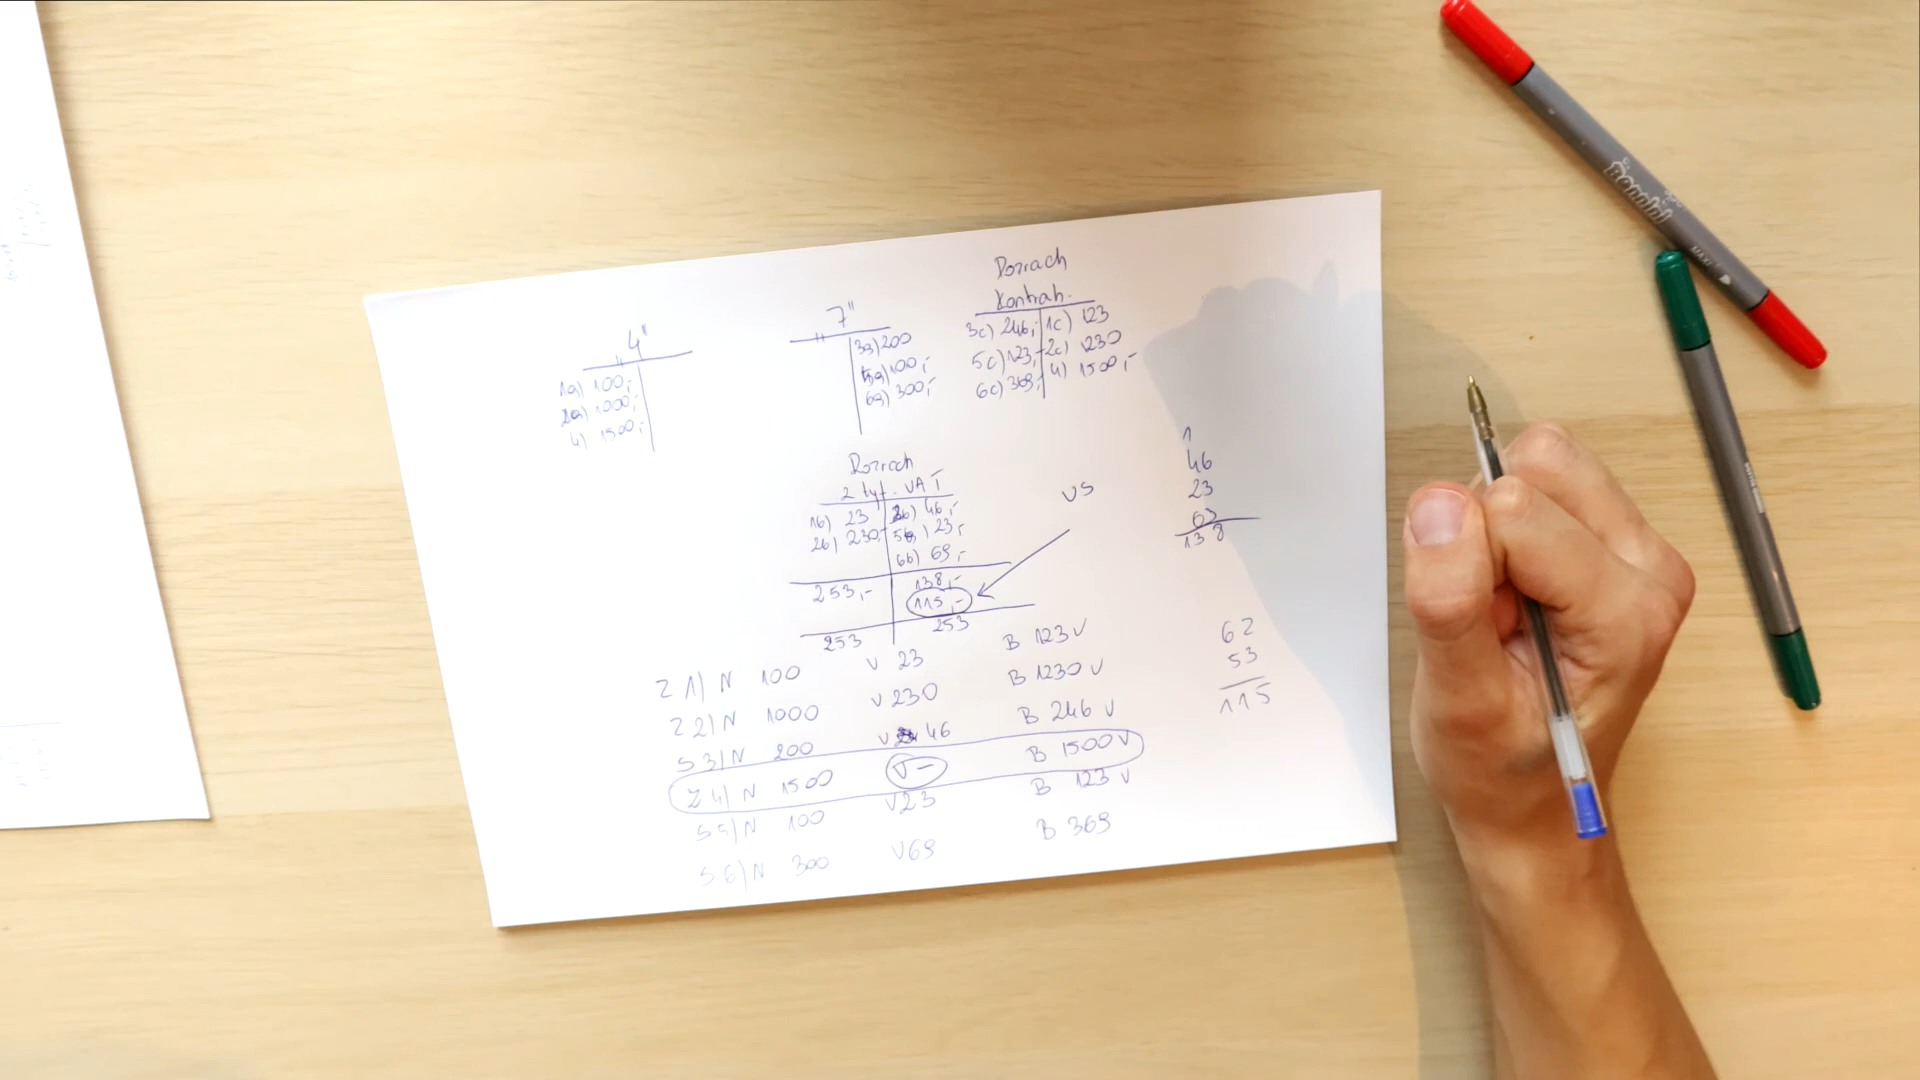 4"
1a) 100,-
2a) 1000,-
4) 1500,-
7"
3a) 200
5a) 100,-
6a) 300,-
Rozrach
Kontrah.
3c) 246,- 1c) 123
5c) 123,- 2c) 1230
6c) 369,- 4) 1500,-
Rozrach
z tyt. VAT
1b) 23 3b) 46,-
2b) 230,- 5b) 23,-
6b) 69,-
253,- 138,-
115,-
253 253
US
1
46
23
69
138
62
53
115
Z 1) N 100 V 23 B 123 V
Z 2) N 1000 V 230 B 1230 V
S 3) N 200 V 46 B 246 V
Z 4) N 1500 V – B 1500 V
S 5) N 100 V 23 B 123 V
S 6) N 300 V 69 B 369
Bambi
MAXI